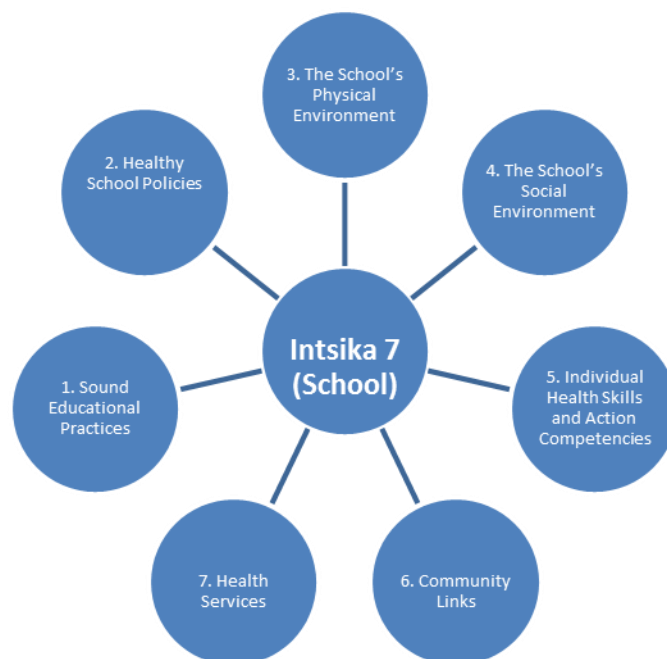 3. The School's
Physical
Environment
2. Healthy
School Policies
4. The School's
Social
Environment
Intsika 7
(School)
1. Sound
Educational
Practices
5. Individual
Health Skills
and Action
Competencies
7. Health
Services
6. Community
Links